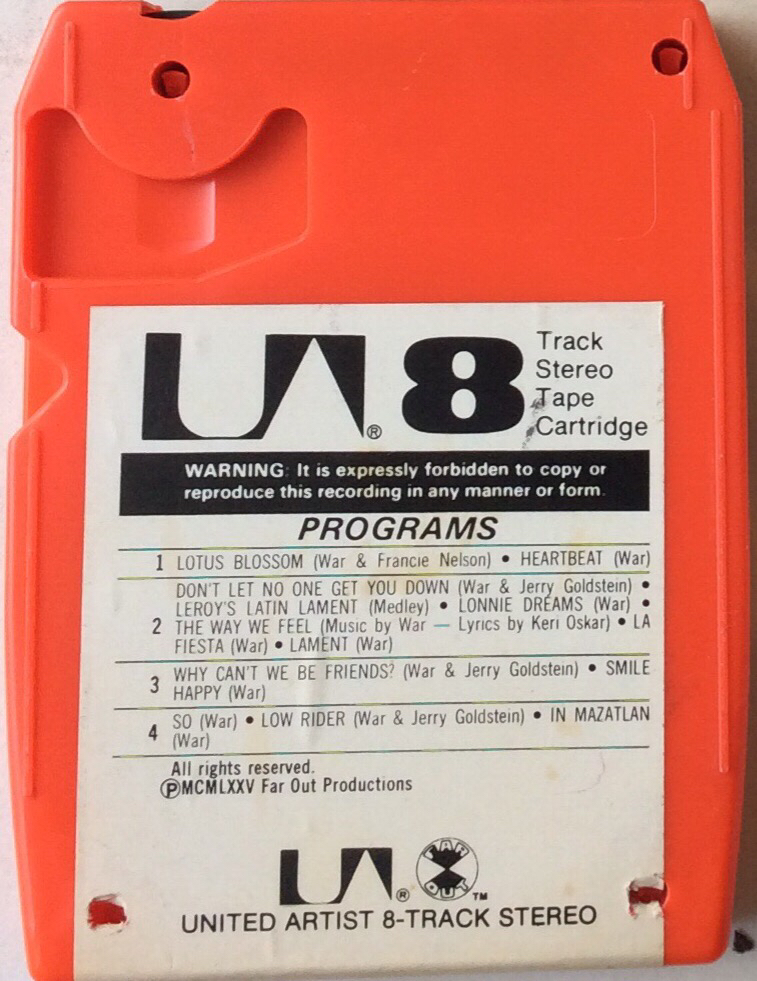 UA® 8 Track
Stereo
Tape
Cartridge
WARNING: It is expressly forbidden to copy or
reproduce this recording in any manner or form.
PROGRAMS
1 LOTUS BLOSSOM (War & Francie Nelson) • HEARTBEAT (War)
DON'T LET NO ONE GET YOU DOWN (War & Jerry Goldstein) •
LEROY'S LATIN LAMENT (Medley) • LONNIE DREAMS (War) •
2 THE WAY WE FEEL (Music by War — Lyrics by Keri Oskar) • LA
FIESTA (War) • LAMENT (War)
3 WHY CAN'T WE BE FRIENDS? (War & Jerry Goldstein) • SMILE
HAPPY (War)
4 SO (War) • LOW RIDER (War & Jerry Goldstein) • IN MAZATLAN
(War)
All rights reserved.
ⓅMCMLXXV Far Out Productions
UA® FAR OUT ™
UNITED ARTIST 8-TRACK STEREO